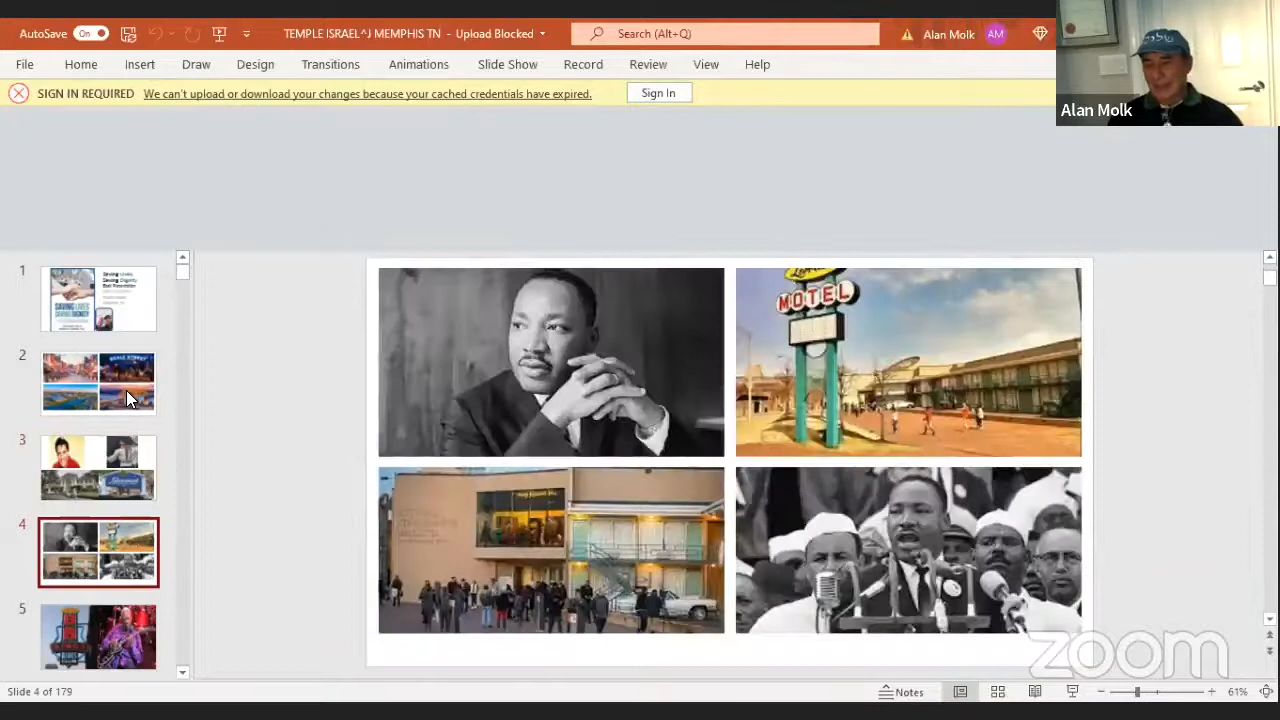 AutoSave On TEMPLE ISRAEL^J MEMPHIS TN - Upload Blocked Search (Alt+Q) Alan Molk AM
File Home Insert Draw Design Transitions Animations Slide Show Record Review View Help
SIGN IN REQUIRED We can't upload or download your changes because your cached credentials have expired. Sign In
Alan Molk
1
2
3
4
5
MOTEL
zoom
Slide 4 of 179 Notes 61%